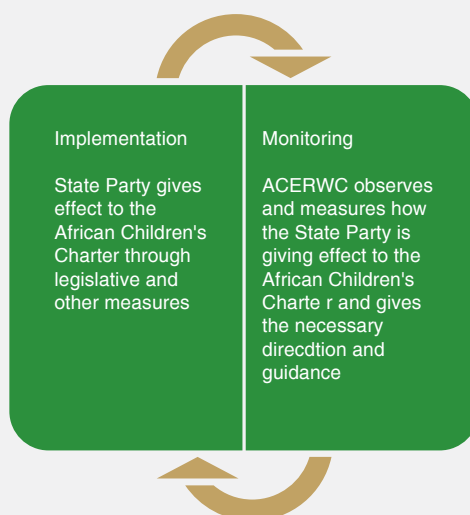 Implementation
State Party gives
effect to the
African Children's
Charter through
legislative and
other measures
Monitoring
ACERWC observes
and measures how
the State Party is
giving effect to the
African Children's
Charte r and gives
the necessary
direcdtion and
guidance